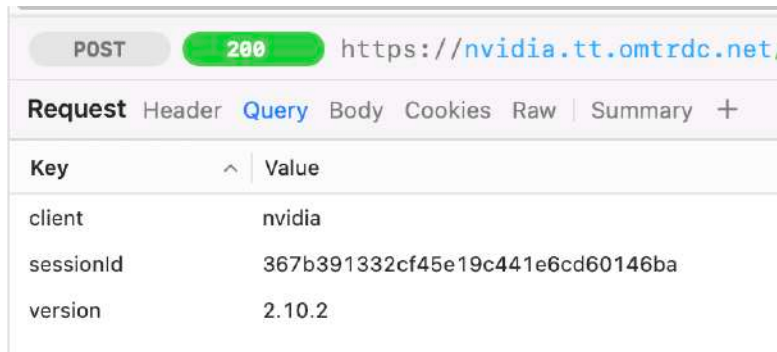 POST 200 https://nvidia.tt.omtrdc.net/
Request Header Query Body Cookies Raw Summary +
Key Value
client nvidia
sessionId 367b391332cf45e19c441e6cd60146ba
version 2.10.2